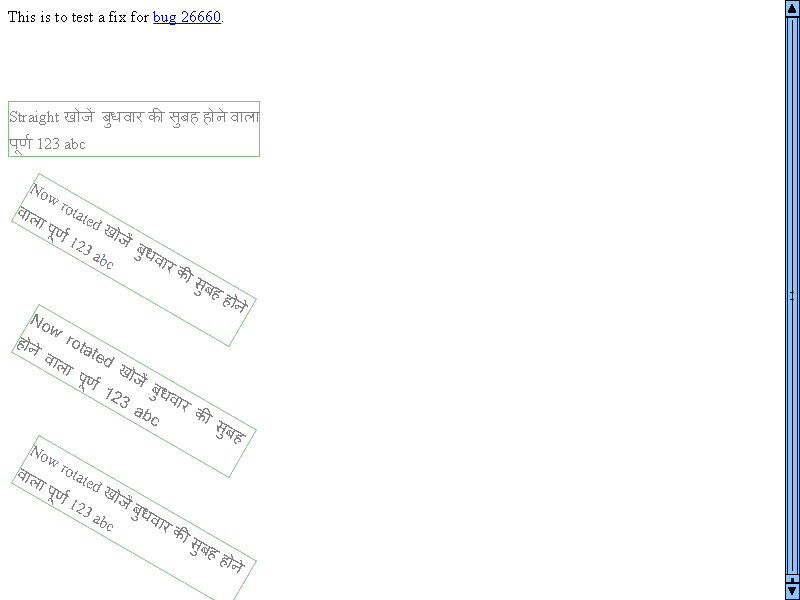 This is to test a fix for bug 26660.
Straight खोजें बुधवार की सुबह होने वाला
पूर्ण 123 abc
Now rotated खोजें बुधवार की सुबह होने
वाला पूर्ण 123 abc
Now rotated खोजें बुधवार की सुबह
होने वाला पूर्ण 123 abc
Now rotated खोजें बुधवार की सुबह होने
वाला पूर्ण 123 abc